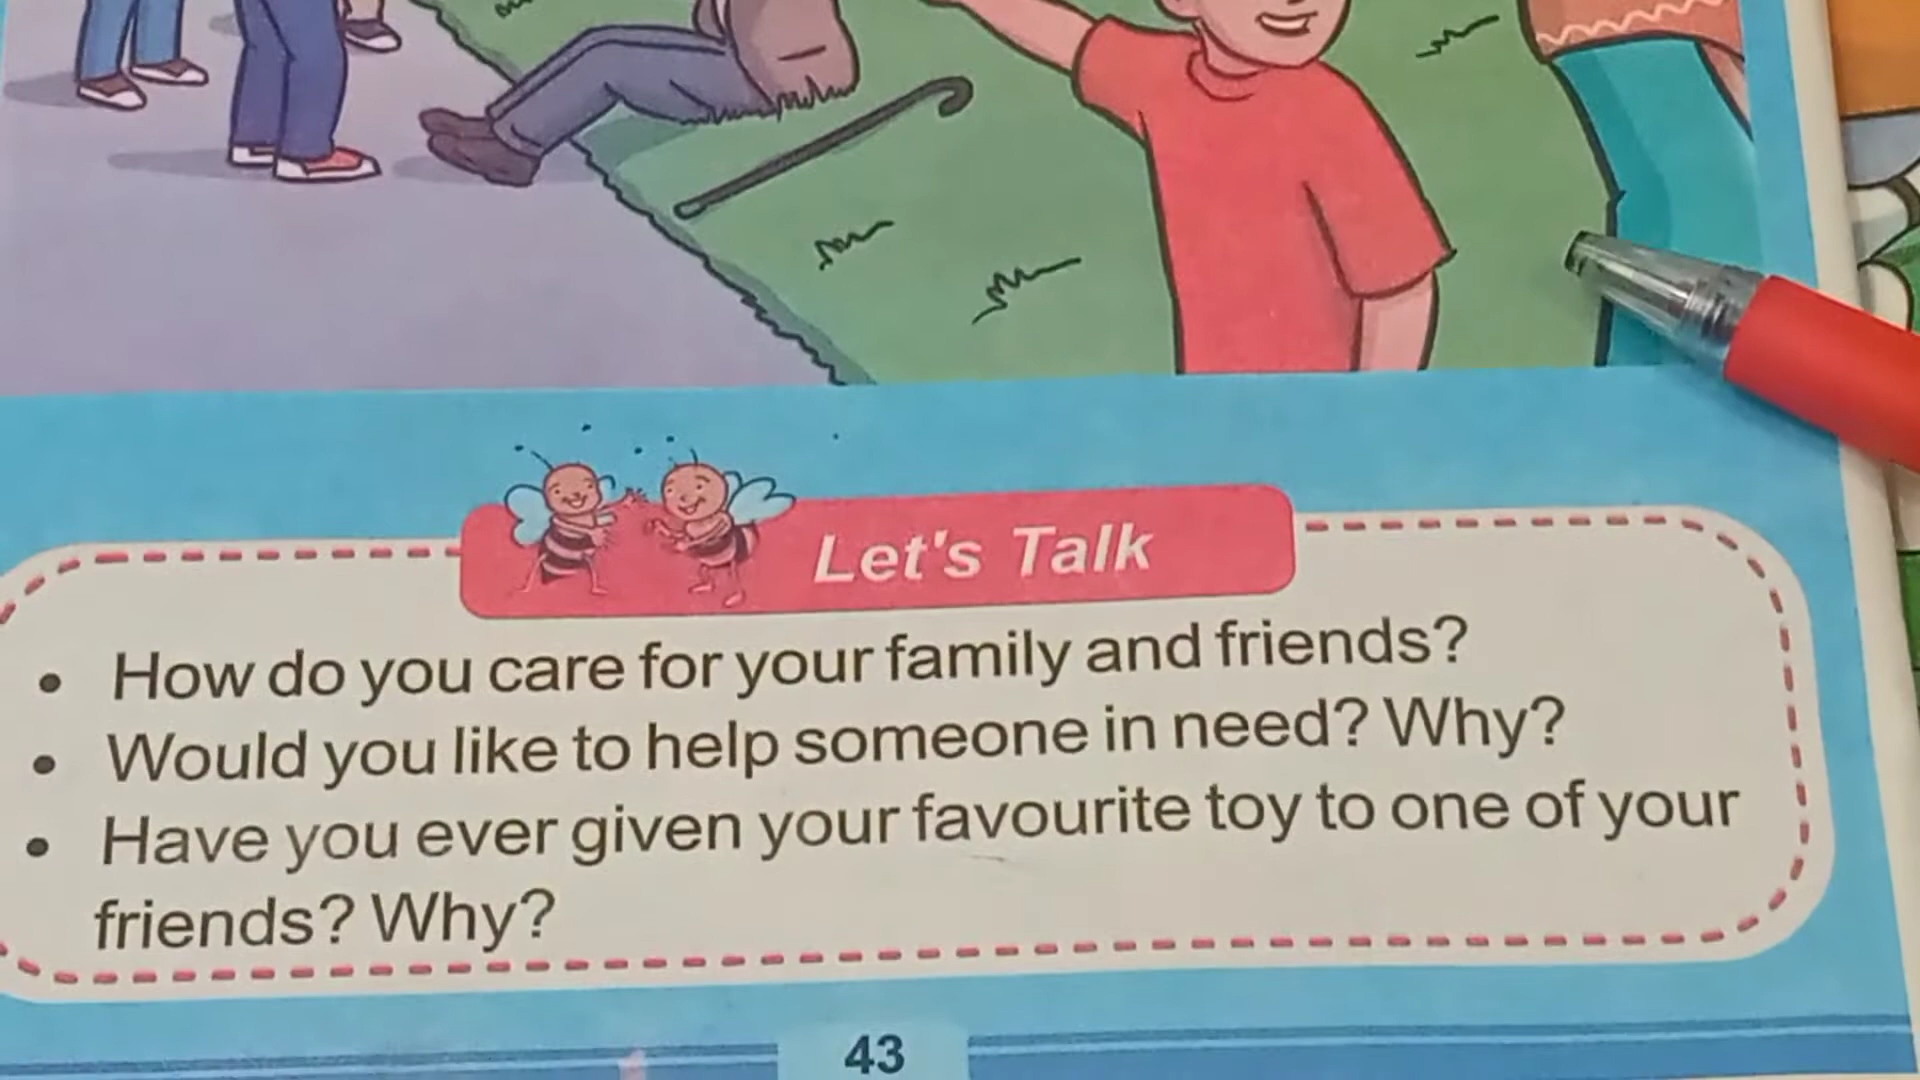 Let's Talk
• How do you care for your family and friends?
• Would you like to help someone in need? Why?
• Have you ever given your favourite toy to one of your
friends? Why?
43